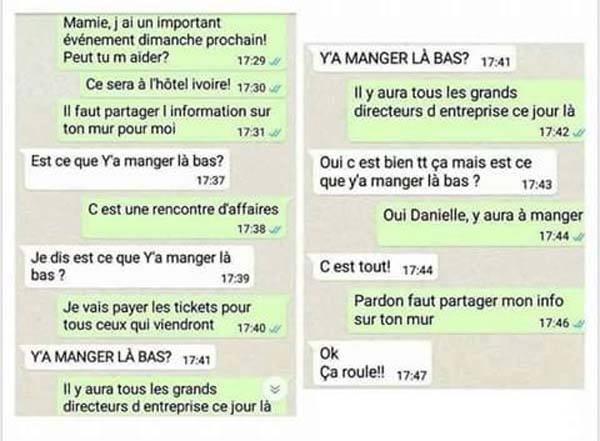 Mamie, j ai un important
événement dimanche prochain!
Peut tu m aider? 17:29
Ce sera à l'hôtel ivoire! 17:30
Il faut partager l information sur
ton mur pour moi 17:31
Est ce que Y'a manger là bas?
17:37
C est une rencontre d'affaires
17:38
Je dis est ce que Y'a manger là
bas ? 17:39
Je vais payer les tickets pour
tous ceux qui viendront 17:40
Y'A MANGER LÀ BAS? 17:41
Il y aura tous les grands
directeurs d entreprise ce jour là
Y'A MANGER LÀ BAS? 17:41
Il y aura tous les grands
directeurs d entreprise ce jour là
17:42
Oui c est bien tt ça mais est ce
que y'a manger là bas ? 17:43
Oui Danielle, y aura à manger
17:44
C est tout! 17:44
Pardon faut partager mon info
sur ton mur 17:46
Ok
Ça roule!! 17:47